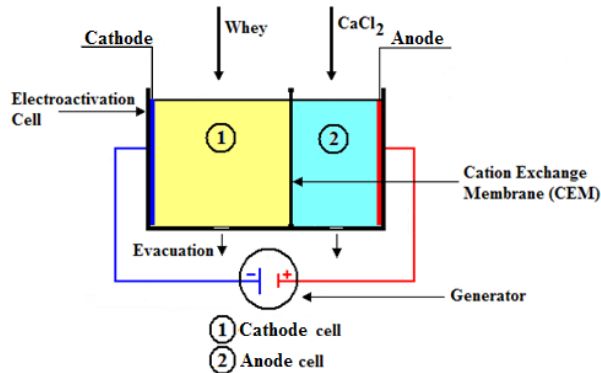 Whey
CaCl2
Cathode
Anode
Electroactivation
Cell
1
2
Cation Exchange
Membrane (CEM)
Evacuation
- +
Generator
1 Cathode cell
2 Anode cell